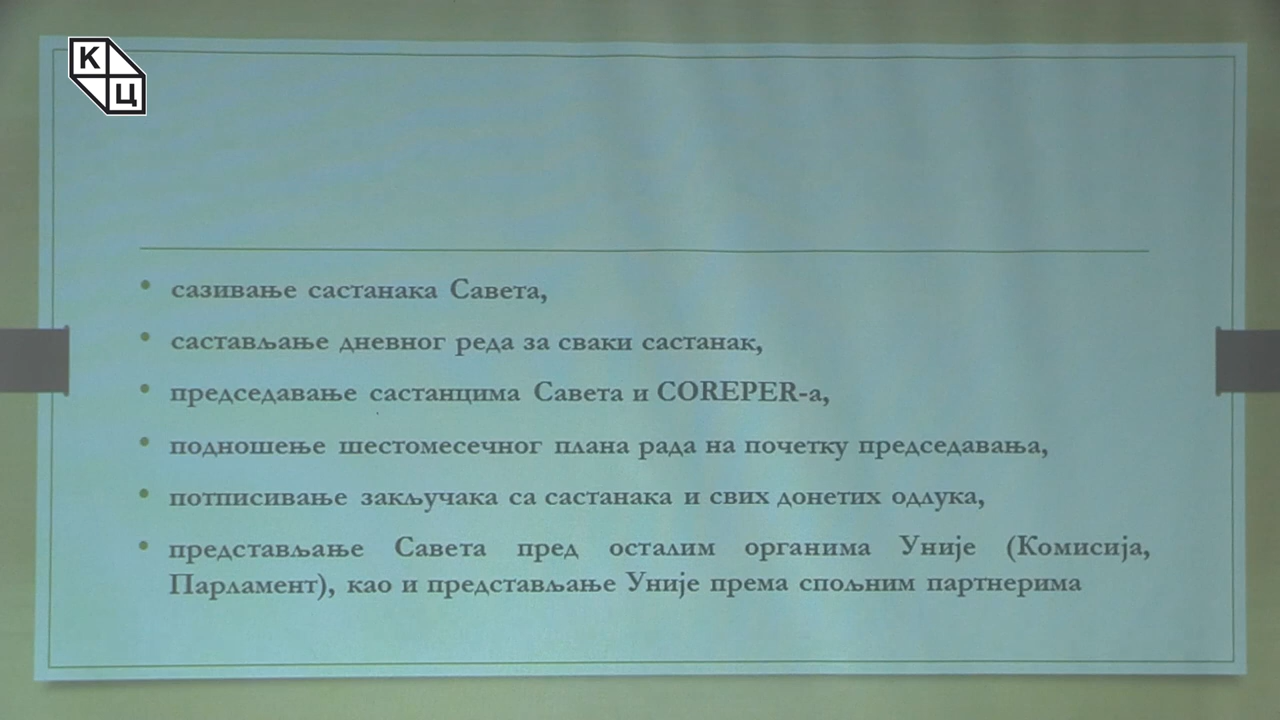 КЦ
• сазивање састанака Савета,
• састављање дневног реда за сваки састанак,
• председавање састанцима Савета и COREPER-а,
• подношење шестомесечног плана рада на почетку председавања,
• потписивање закључака са састанака и свих донетих одлука,
• представљање Савета пред осталим органима Уније (Комисија,
Парламент), као и представљање Уније према спољним партнерима